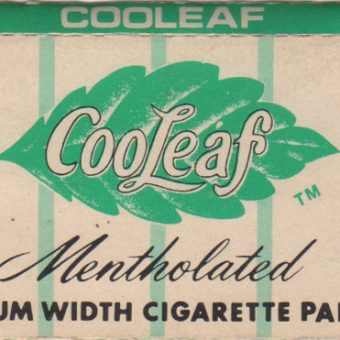 COOLEAF
CooLeaf
TM
Mentholated
UM WIDTH CIGARETTE PA